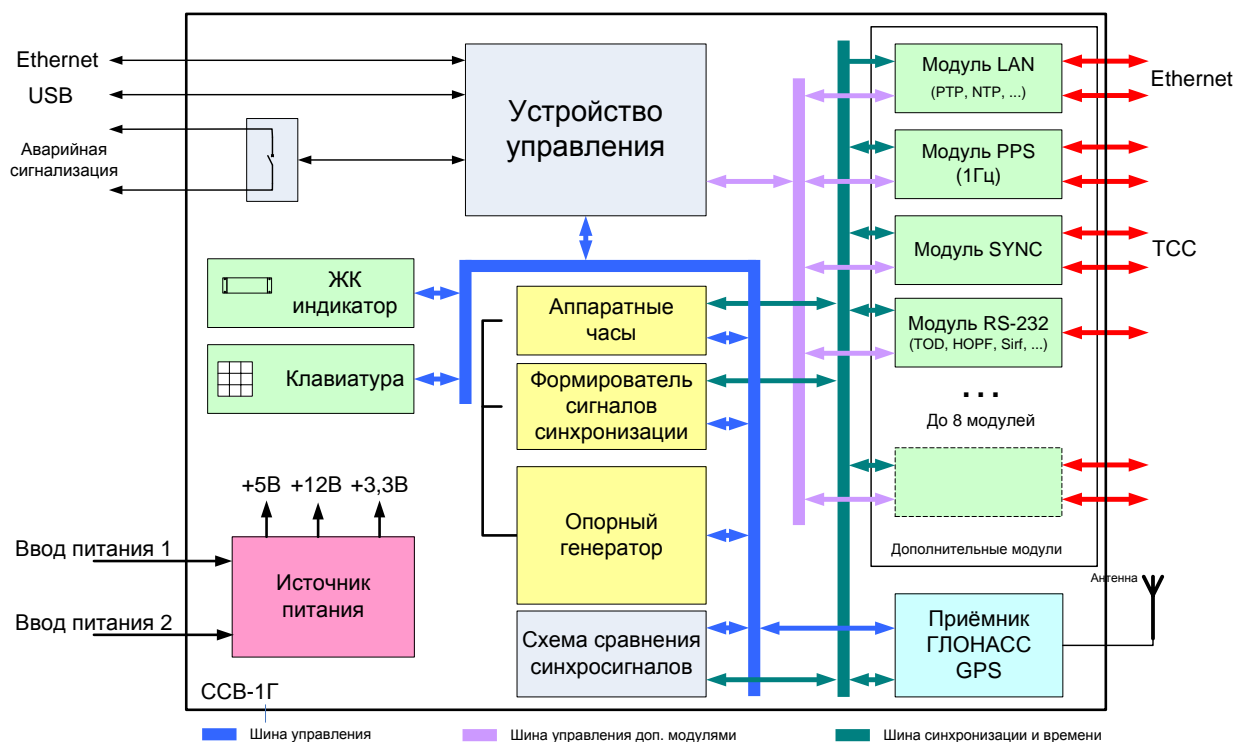 Ethernet
USB
Аварийная
сигнализация
Устройство
управления
Модуль LAN
(PTP, NTP, ...)
Ethernet
Модуль PPS
(1Гц)
Модуль SYNC
ТСС
Модуль RS-232
(TOD, HOPF, Sirf, ...)
...
До 8 модулей
Дополнительные модули
ЖК
индикатор
Клавиатура
Аппаратные
часы
Формирователь
сигналов
синхронизации
Опорный
генератор
Схема сравнения
синхросигналов
+5В +12В +3,3В
Ввод питания 1
Ввод питания 2
Источник
питания
Антенна
Приёмник
ГЛОНАСС
GPS
ССВ-1Г
Шина управления
Шина управления доп. модулями
Шина синхронизации и времени